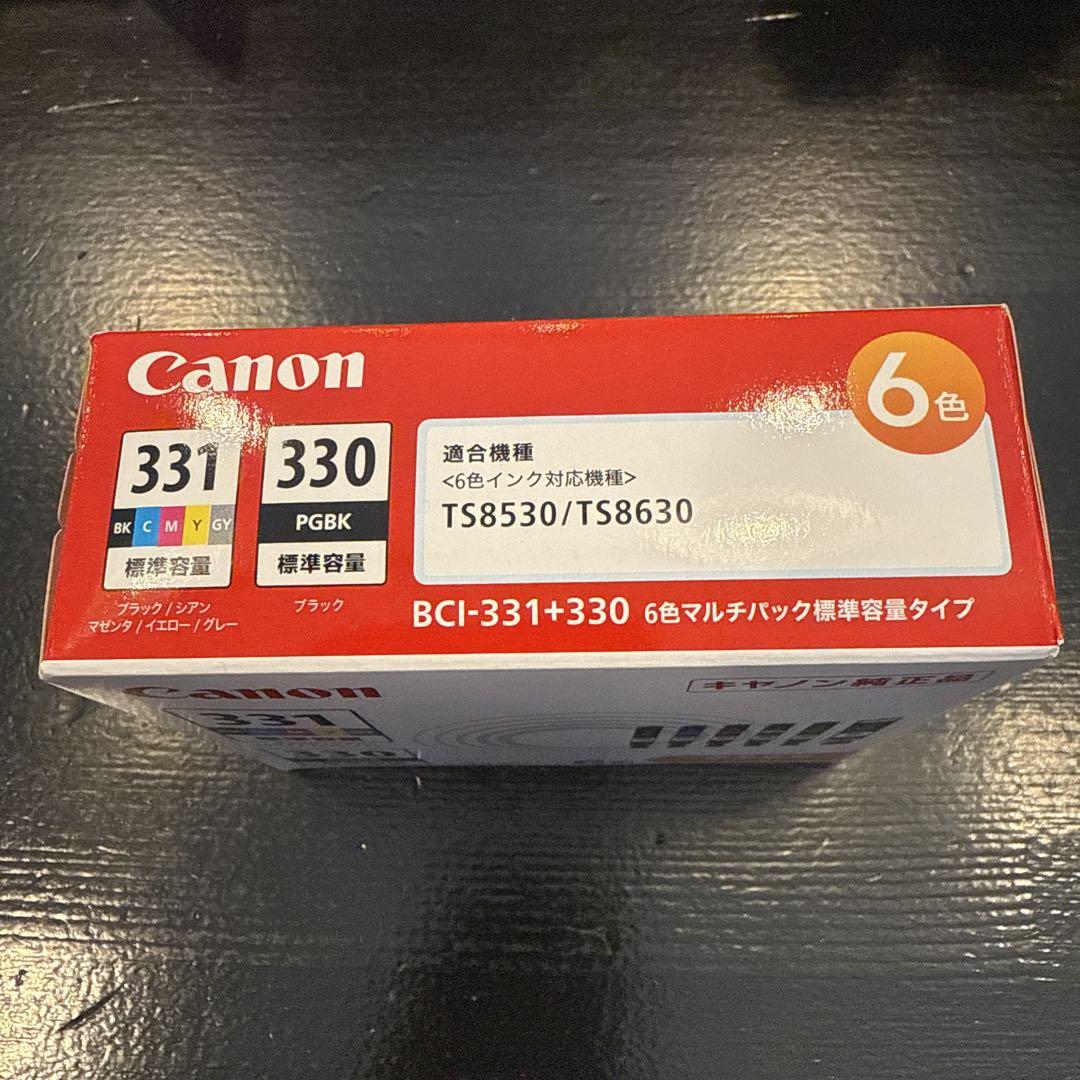 Canon
6色
331
BK C M Y GY
標準容量
ブラック / シアン
マゼンタ / イエロー / グレー
330
PGBK
標準容量
ブラック
適合機種
<6色インク対応機種>
TS8530/TS8630
BCI-331+330 6色マルチパック標準容量タイプ
Canon
キヤノン純正品
331
330